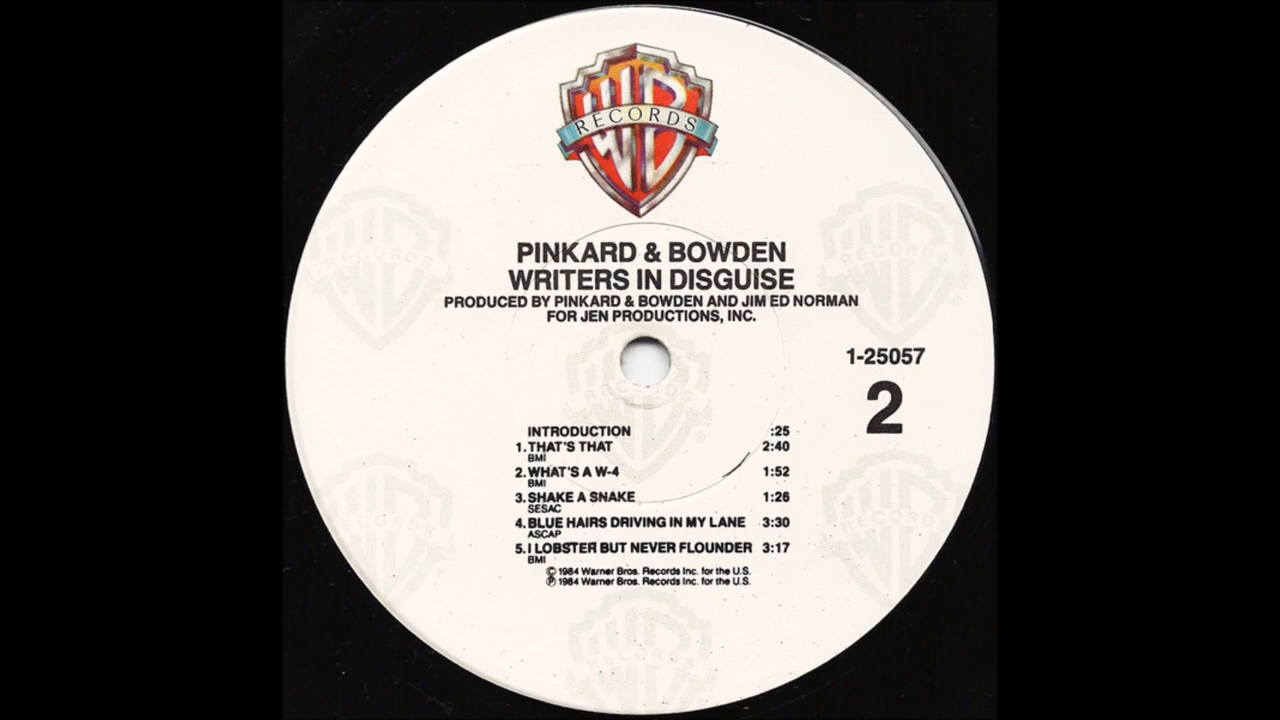 RECORDS
PINKARD & BOWDEN
WRITERS IN DISGUISE
PRODUCED BY PINKARD & BOWDEN AND JIM ED NORMAN
FOR JEN PRODUCTIONS, INC.
1-25057
2
INTRODUCTION :25
1. THAT'S THAT 2:40
BMI
2. WHAT'S A W-4 1:52
BMI
3. SHAKE A SNAKE 1:26
SESAC
4. BLUE HAIRS DRIVING IN MY LANE 3:30
ASCAP
5. I LOBSTER BUT NEVER FLOUNDER 3:17
BMI
© 1984 Warner Bros. Records Inc. for the U.S.
℗ 1984 Warner Bros. Records Inc. for the U.S.